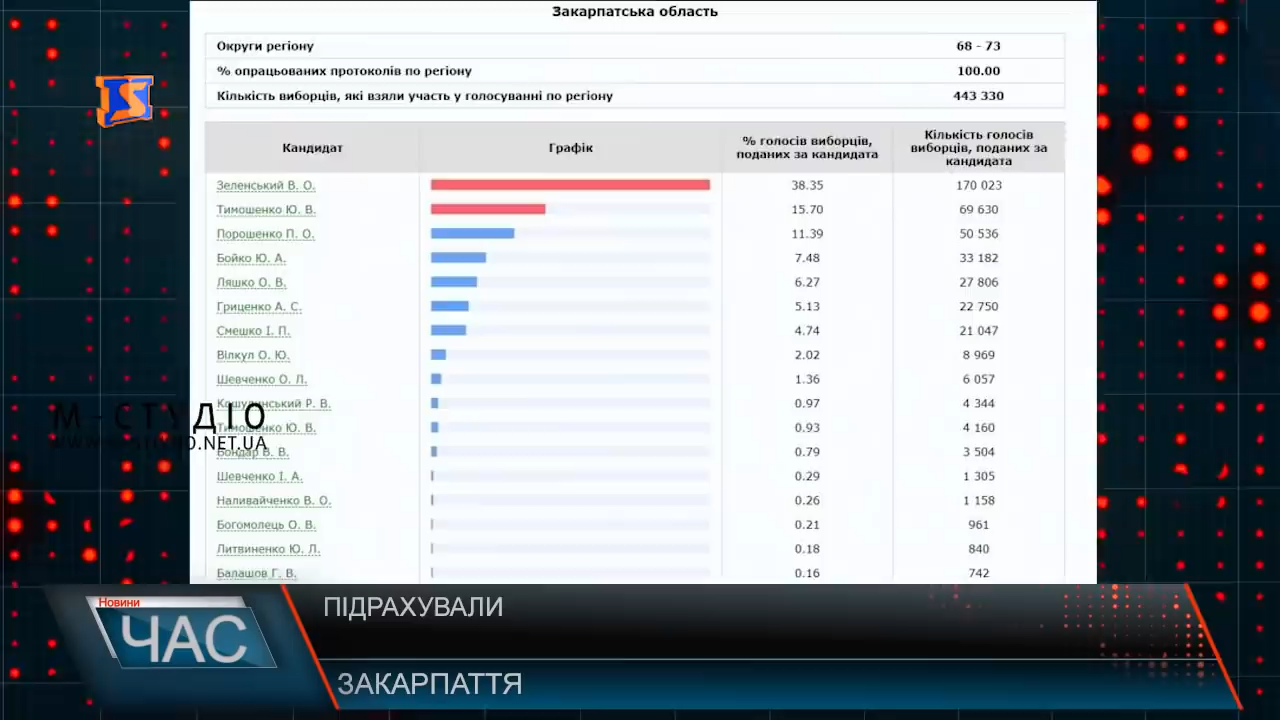 Закарпатська область
Округи регіону 68 - 73
% опрацьованих протоколів по регіону 100.00
Кількість виборців, які взяли участь у голосуванні по регіону 443 330
Кандидат Графік % голосів виборців, поданих за кандидата Кількість голосів виборців, поданих за кандидата
Зеленський В. О. 38.35 170 023
Тимошенко Ю. В. 15.70 69 630
Порошенко П. О. 11.39 50 536
Бойко Ю. А. 7.48 33 182
Ляшко О. В. 6.27 27 806
Гриценко А. С. 5.13 22 750
Смешко І. П. 4.74 21 047
Вілкул О. Ю. 2.02 8 969
Шевченко О. Л. 1.36 6 057
Кошулинський Р. В. 0.97 4 344
М-СТУДІО
Тимошенко Ю. В. 0.93 4 160
WWW.M-STUDIO.NET.UA
Бондар В. В. 0.79 3 504
Шевченко І. А. 0.29 1 305
Наливайченко В. О. 0.26 1 158
Богомолець О. В. 0.21 961
Литвиненко Ю. Л. 0.18 840
Балашов Г. В. 0.16 742
Новини
ЧАС
ПІДРАХУВАЛИ
ЗАКАРПАТТЯ